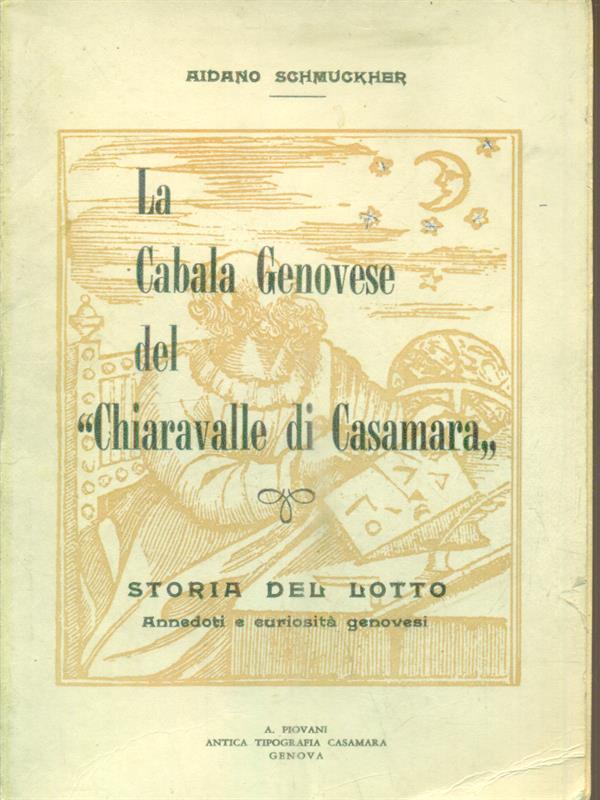 AIDANO SCHMUCKHER
La
Cabala Genovese
del
“Chiaravalle di Casamara„
STORIA DEL LOTTO
Annedoti e curiosità genovesi
A. PIOVANI
ANTICA TIPOGRAFIA CASAMARA
GENOVA